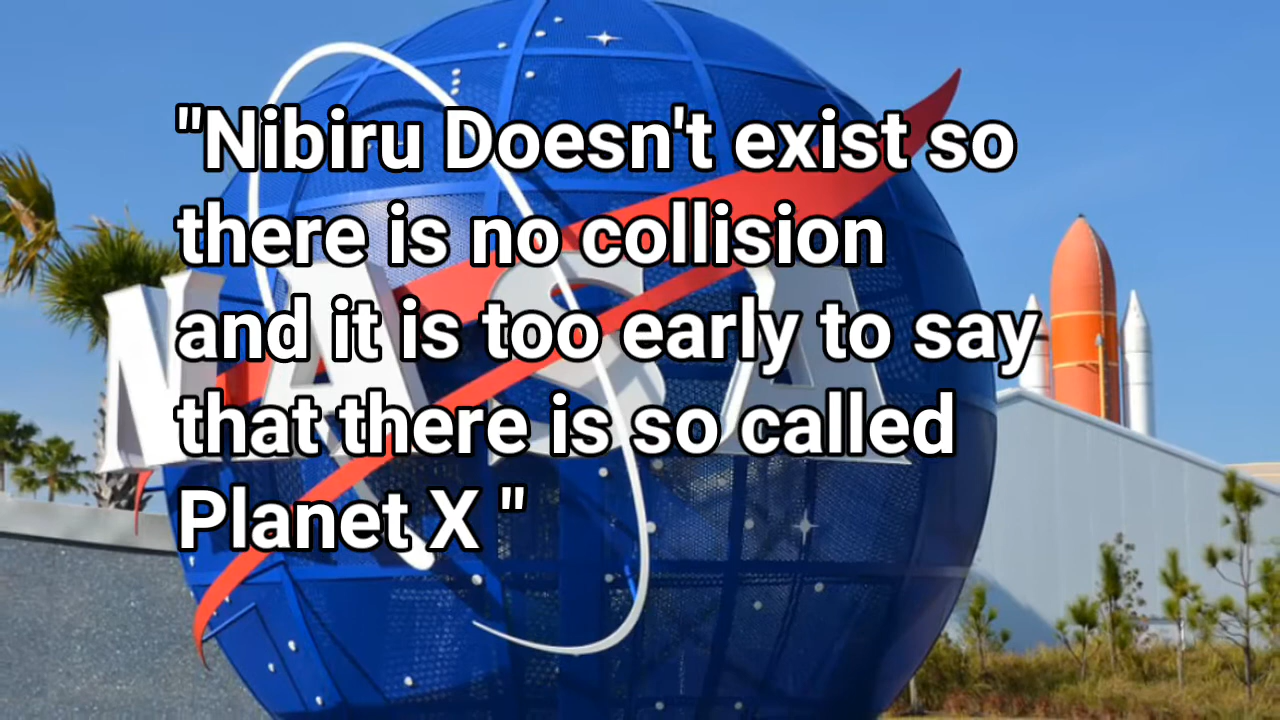 "Nibiru Doesn't exist so
there is no collision
and it is too early to say
that there is so called
Planet X "
NASA